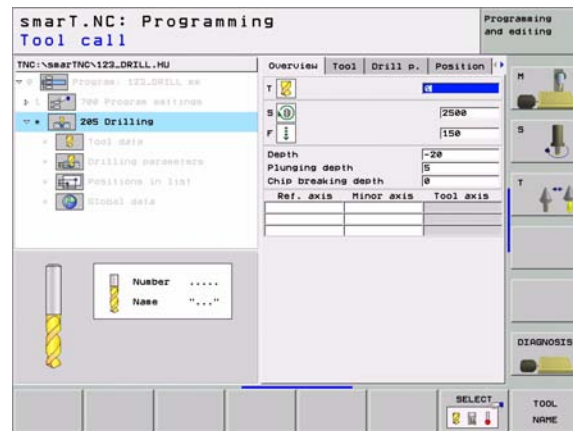 smarT.NC: Programming
Tool call
Programming
and editing
TNC:\smarTNC\123_DRILL.HU
0 Program: 123_DRILL mm
1 700 Program settings
205 Drilling
Tool data
Drilling parameters
Positions in list
Global data
Overview Tool Drill p. Position
T
S 2500
F 150
Depth -20
Plunging depth 5
Chip breaking depth 0
Ref. axis Minor axis Tool axis
Number .....
Name "..."
M
S
T
DIAGNOSIS
SELECT
TOOL
NAME